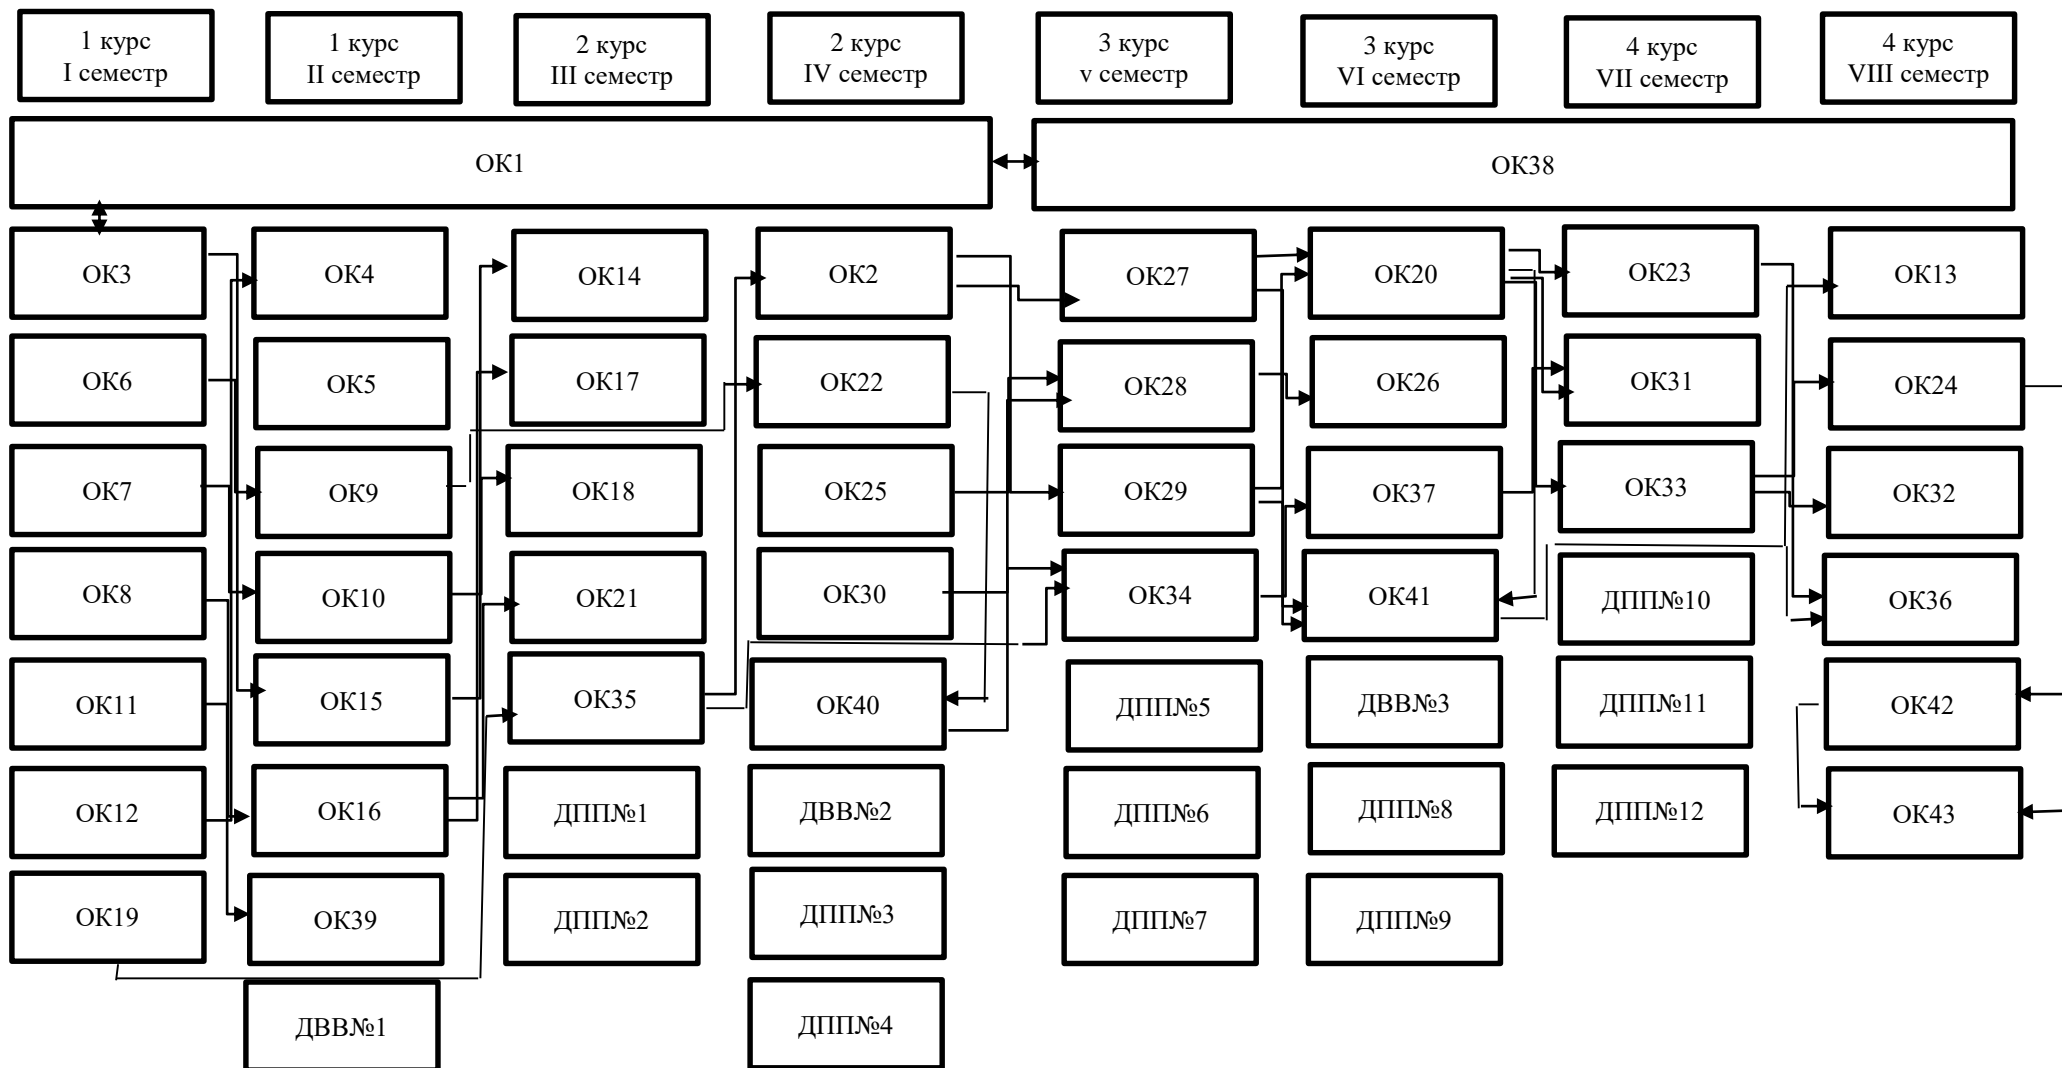 1 курс
I семестр
1 курс
II семестр
2 курс
III семестр
2 курс
IV семестр
3 курс
v семестр
3 курс
VI семестр
4 курс
VII семестр
4 курс
VIII семестр
ОК1
ОК38
ОК3
ОК4
ОК14
ОК2
ОК27
ОК20
ОК23
ОК13
ОК6
ОК5
ОК17
ОК22
ОК28
ОК26
ОК31
ОК24
ОК7
ОК9
ОК18
ОК25
ОК29
ОК37
ОК33
ОК32
ОК8
ОК10
ОК21
ОК30
ОК34
ОК41
ДПП№10
ОК36
ОК11
ОК15
ОК35
ОК40
ДПП№5
ДВВ№3
ДПП№11
ОК42
ОК12
ОК16
ДПП№1
ДВВ№2
ДПП№6
ДПП№8
ДПП№12
ОК43
ОК19
ОК39
ДПП№2
ДПП№3
ДПП№7
ДПП№9
ДВВ№1
ДПП№4